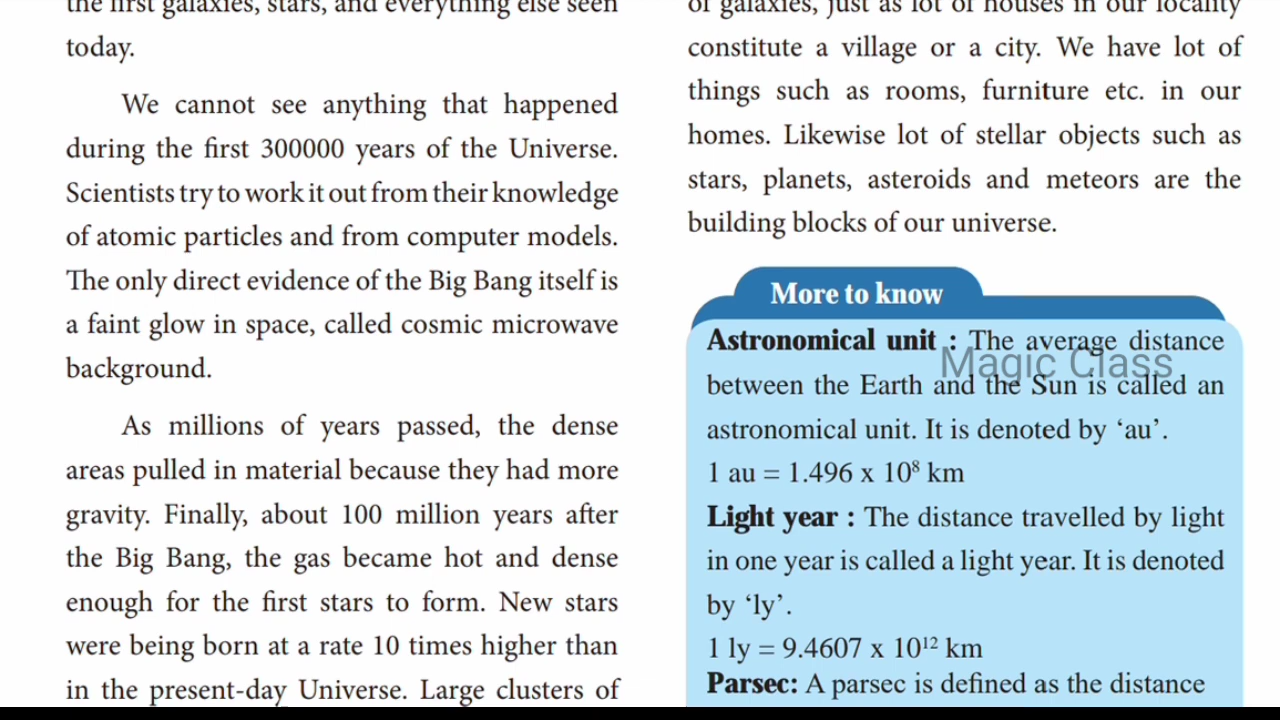 the first galaxies, stars, and everything else seen
today.
We cannot see anything that happened
during the first 300000 years of the Universe.
Scientists try to work it out from their knowledge
of atomic particles and from computer models.
The only direct evidence of the Big Bang itself is
a faint glow in space, called cosmic microwave
background.
As millions of years passed, the dense
areas pulled in material because they had more
gravity. Finally, about 100 million years after
the Big Bang, the gas became hot and dense
enough for the first stars to form. New stars
were being born at a rate 10 times higher than
in the present-day Universe. Large clusters of
of galaxies, just as lot of houses in our locality
constitute a village or a city. We have lot of
things such as rooms, furniture etc. in our
homes. Likewise lot of stellar objects such as
stars, planets, asteroids and meteors are the
building blocks of our universe.
More to know
Astronomical unit : The average distance
Magic Class
between the Earth and the Sun is called an
astronomical unit. It is denoted by ‘au’.
1 au = 1.496 x 10⁸ km
Light year : The distance travelled by light
in one year is called a light year. It is denoted
by ‘ly’.
1 ly = 9.4607 x 10¹² km
Parsec: A parsec is defined as the distance